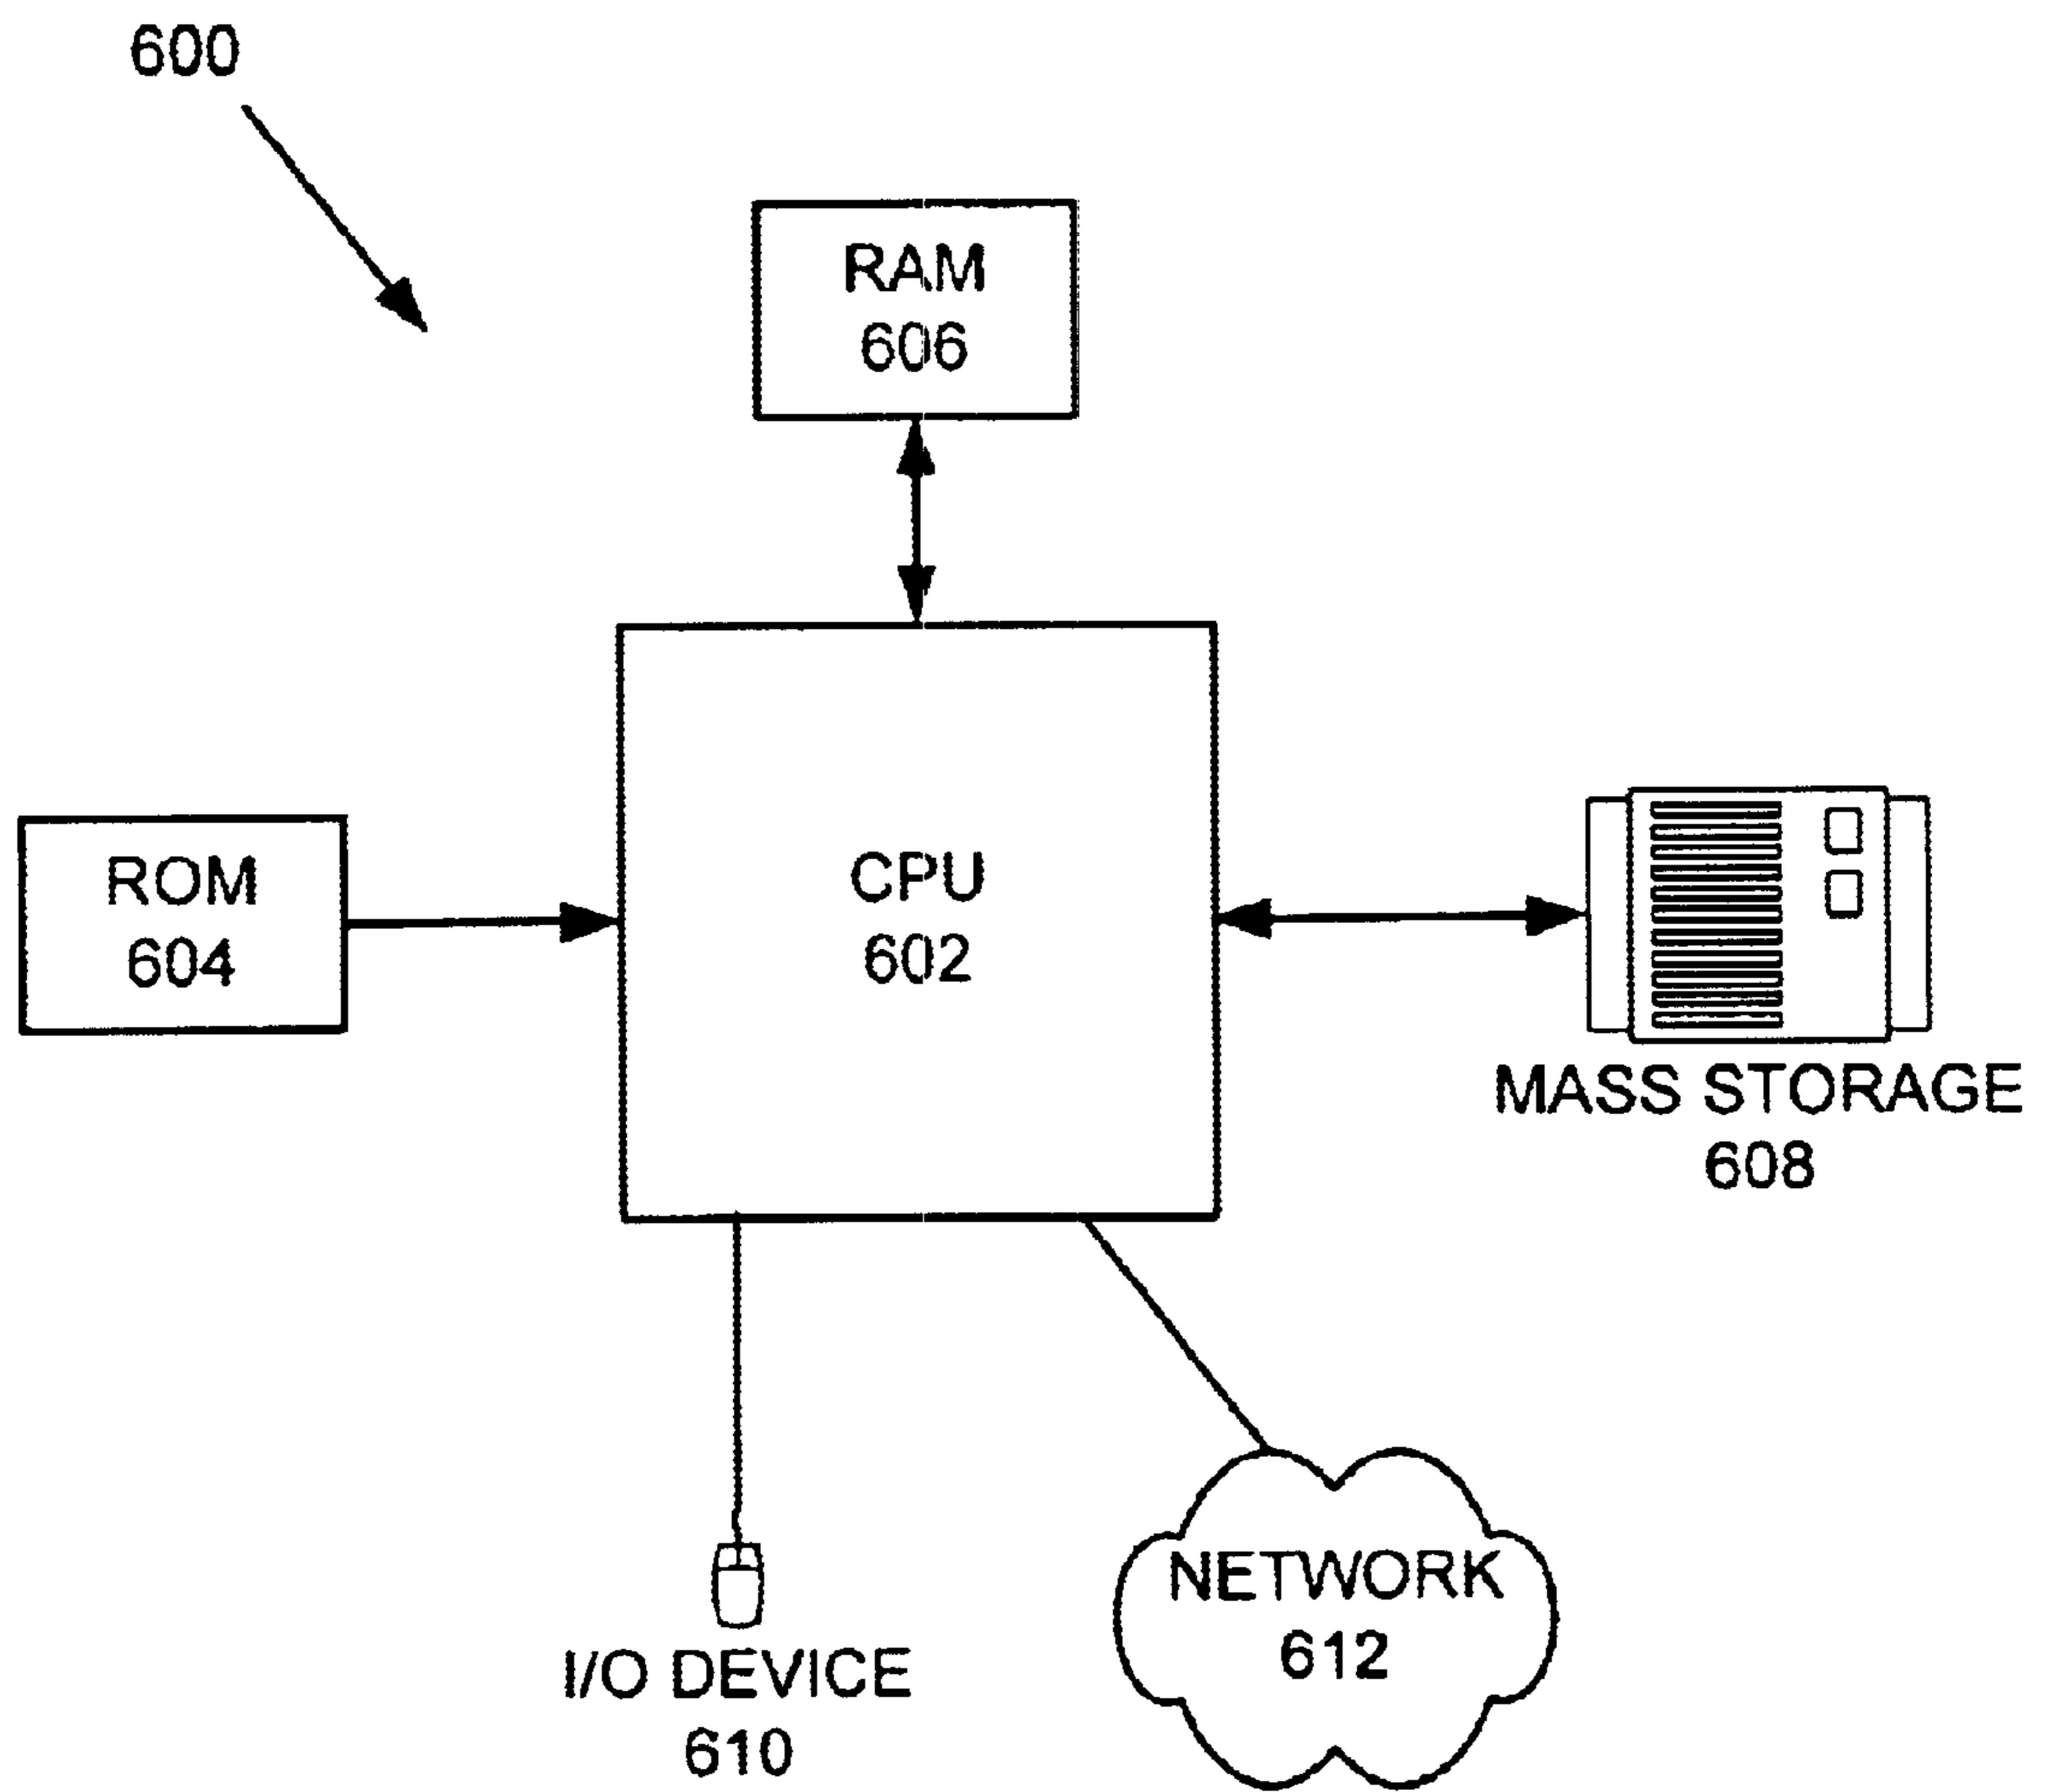 600
RAM
606
CPU
602
ROM
604
MASS STORAGE
608
I/O DEVICE
610
NETWORK
612